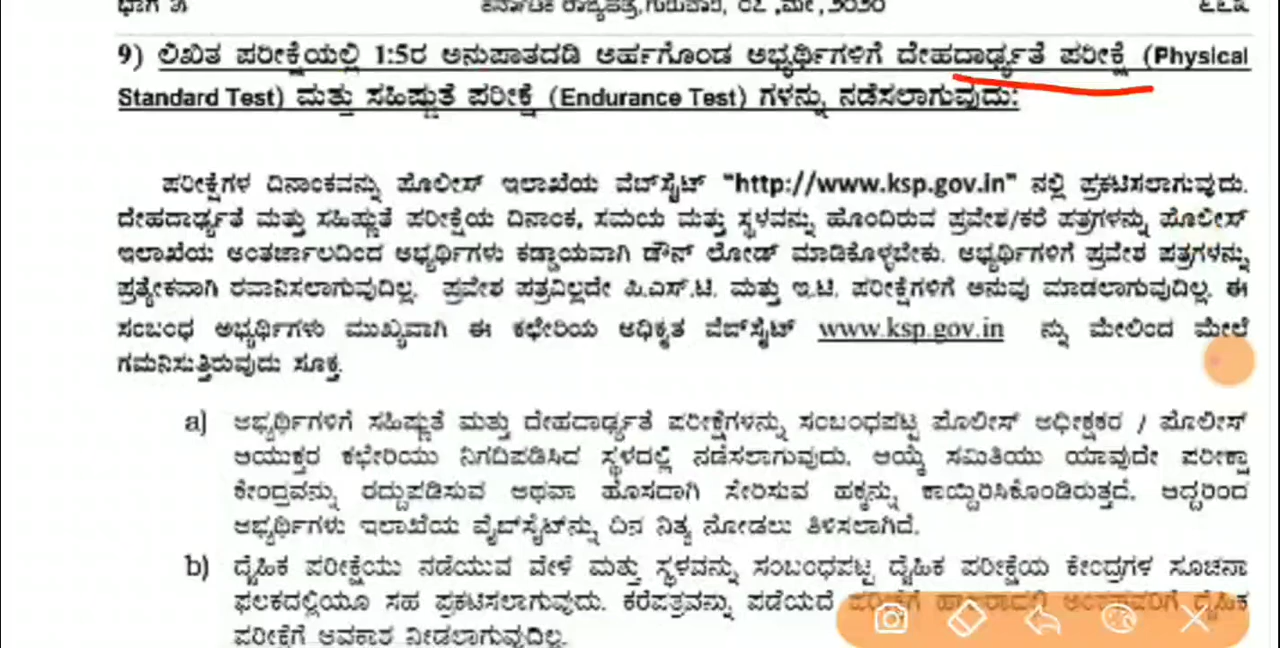 ಭಾಗ ೩ ಕರ್ನಾಟಕ ರಾಜ್ಯಪತ್ರ, ಗುರುವಾರ, ೦೭ ,ಮೇ , ೨೦೨೦
9) ಲಿಖಿತ ಪರೀಕ್ಷೆಯಲ್ಲಿ 1:5ರ ಅನುಪಾತದಡಿ ಅರ್ಹಗೊಂಡ ಅಭ್ಯರ್ಥಿಗಳಿಗೆ ದೇಹದಾರ್ಢ್ಯತೆ ಪರೀಕ್ಷೆ (Physical
Standard Test) ಮತ್ತು ಸಹಿಷ್ಣುತೆ ಪರೀಕ್ಷೆ (Endurance Test) ಗಳನ್ನು ನಡೆಸಲಾಗುವುದು:
ಪರೀಕ್ಷೆಗಳ ದಿನಾಂಕವನ್ನು ಪೊಲೀಸ್ ಇಲಾಖೆಯ ವೆಬ್‌ಸೈಟ್ "http://www.ksp.gov.in" ನಲ್ಲಿ ಪ್ರಕಟಿಸಲಾಗುವುದು.
ದೇಹದಾರ್ಢ್ಯತೆ ಮತ್ತು ಸಹಿಷ್ಣುತೆ ಪರೀಕ್ಷೆಯ ದಿನಾಂಕ, ಸಮಯ ಮತ್ತು ಸ್ಥಳವನ್ನು ಹೊಂದಿರುವ ಪ್ರವೇಶ/ಕರೆ ಪತ್ರಗಳನ್ನು ಪೊಲೀಸ್
ಇಲಾಖೆಯ ಅಂತರ್ಜಾಲದಿಂದ ಅಭ್ಯರ್ಥಿಗಳು ಕಡ್ಡಾಯವಾಗಿ ಡೌನ್ ಲೋಡ್ ಮಾಡಿಕೊಳ್ಳಬೇಕು. ಅಭ್ಯರ್ಥಿಗಳಿಗೆ ಪ್ರವೇಶ ಪತ್ರಗಳನ್ನು
ಪ್ರತ್ಯೇಕವಾಗಿ ರವಾನಿಸಲಾಗುವುದಿಲ್ಲ. ಪ್ರವೇಶ ಪತ್ರವಿಲ್ಲದೇ ಪಿ.ಎಸ್.ಟಿ. ಮತ್ತು ಇ.ಟಿ. ಪರೀಕ್ಷೆಗಳಿಗೆ ಅನುವು ಮಾಡಲಾಗುವುದಿಲ್ಲ. ಈ
ಸಂಬಂಧ ಅಭ್ಯರ್ಥಿಗಳು ಮುಖ್ಯವಾಗಿ ಈ ಕಛೇರಿಯ ಅಧಿಕೃತ ವೆಬ್‌ಸೈಟ್ www.ksp.gov.in ನ್ನು ಮೇಲಿಂದ ಮೇಲೆ
ಗಮನಿಸುತ್ತಿರುವುದು ಸೂಕ್ತ.
a) ಅಭ್ಯರ್ಥಿಗಳಿಗೆ ಸಹಿಷ್ಣುತೆ ಮತ್ತು ದೇಹದಾರ್ಢ್ಯತೆ ಪರೀಕ್ಷೆಗಳನ್ನು ಸಂಬಂಧಪಟ್ಟ ಪೊಲೀಸ್ ಅಧೀಕ್ಷಕರ / ಪೊಲೀಸ್
ಆಯುಕ್ತರ ಕಛೇರಿಯು ನಿಗದಿಪಡಿಸಿದ ಸ್ಥಳದಲ್ಲಿ ನಡೆಸಲಾಗುವುದು. ಆಯ್ಕೆ ಸಮಿತಿಯು ಯಾವುದೇ ಪರೀಕ್ಷಾ
ಕೇಂದ್ರವನ್ನು ರದ್ದುಪಡಿಸುವ ಅಥವಾ ಹೊಸದಾಗಿ ಸೇರಿಸುವ ಹಕ್ಕನ್ನು ಕಾಯ್ದಿರಿಸಿಕೊಂಡಿರುತ್ತದೆ. ಆದ್ದರಿಂದ
ಅಭ್ಯರ್ಥಿಗಳು ಇಲಾಖೆಯ ವೈಬ್‌ಸೈಟ್‌ನ್ನು ದಿನ ನಿತ್ಯ ನೋಡಲು ತಿಳಿಸಲಾಗಿದೆ.
b) ದೈಹಿಕ ಪರೀಕ್ಷೆಯು ನಡೆಯುವ ವೇಳೆ ಮತ್ತು ಸ್ಥಳವನ್ನು ಸಂಬಂಧಪಟ್ಟ ದೈಹಿಕ ಪರೀಕ್ಷೆಯ ಕೇಂದ್ರಗಳ ಸೂಚನಾ
ಫಲಕದಲ್ಲಿಯೂ ಸಹ ಪ್ರಕಟಿಸಲಾಗುವುದು. ಕರೆಪತ್ರವನ್ನು ಪಡೆಯದೆ ಪರೀಕ್ಷೆಗೆ ದೈಹಿಕ
ಪರೀಕ್ಷೆಗೆ ಅವಕಾಶ ನೀಡಲಾಗುವುದಿಲ್ಲ.